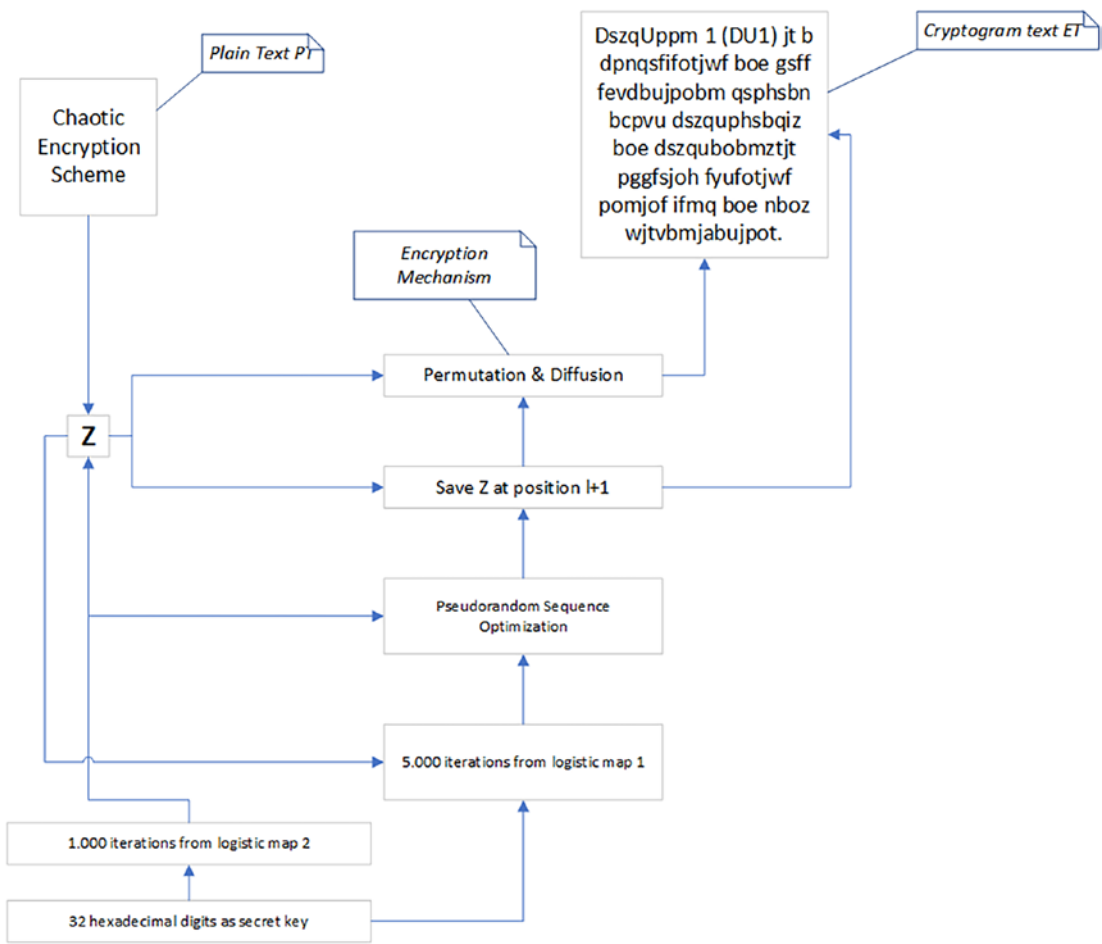 Plain Text PT
Chaotic
Encryption
Scheme
DszqUppm 1 (DU1) jt b
dpnqsfifotjwf boe gsff
fevdbujpobm qsphsbn
bcpvu dszquphsbqiz
boe dszqubobmztjt
pggfsjoh fyufotjwf
pomjof ifmq boe nboz
wjtvbmjabujpot.
Cryptogram text ET
Encryption
Mechanism
Permutation & Diffusion
Z
Save Z at position l+1
Pseudorandom Sequence
Optimization
5.000 iterations from logistic map 1
1.000 iterations from logistic map 2
32 hexadecimal digits as secret key